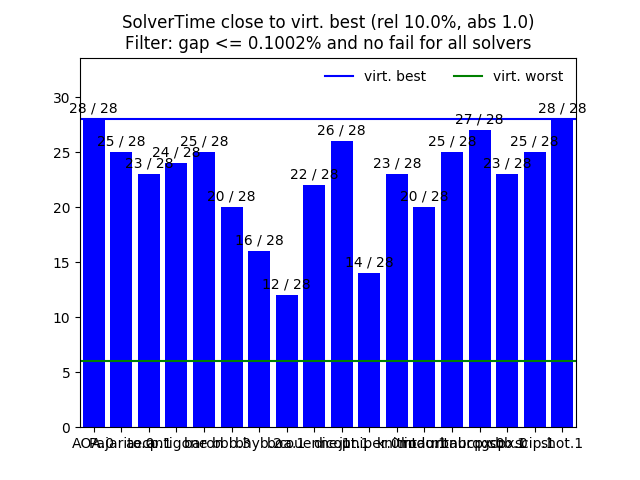 SolverTime close to virt. best (rel 10.0%, abs 1.0)
Filter: gap <= 0.1002% and no fail for all solvers
virt. best virt. worst
30
28 / 28 28 / 28
27 / 28
26 / 28
25 / 28 25 / 28 25 / 28 25 / 28
24 / 28
23 / 28 23 / 28 23 / 28
22 / 28
20 / 28 20 / 28
16 / 28
14 / 28
12 / 28
25
20
15
10
5
0
shot.1